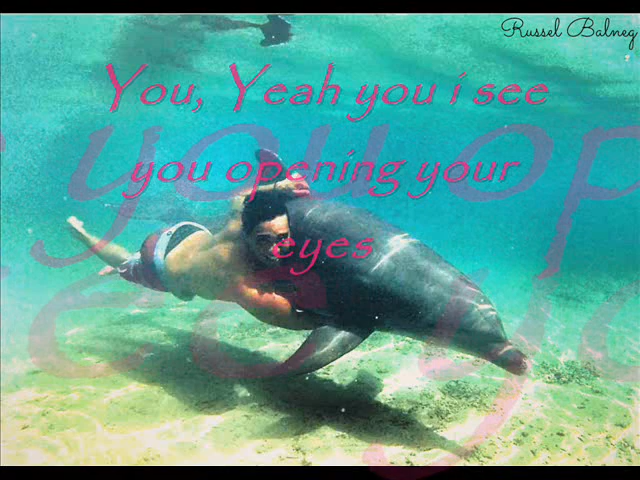 Russel Balneg
You, Yeah you i see
you opening your
eyes